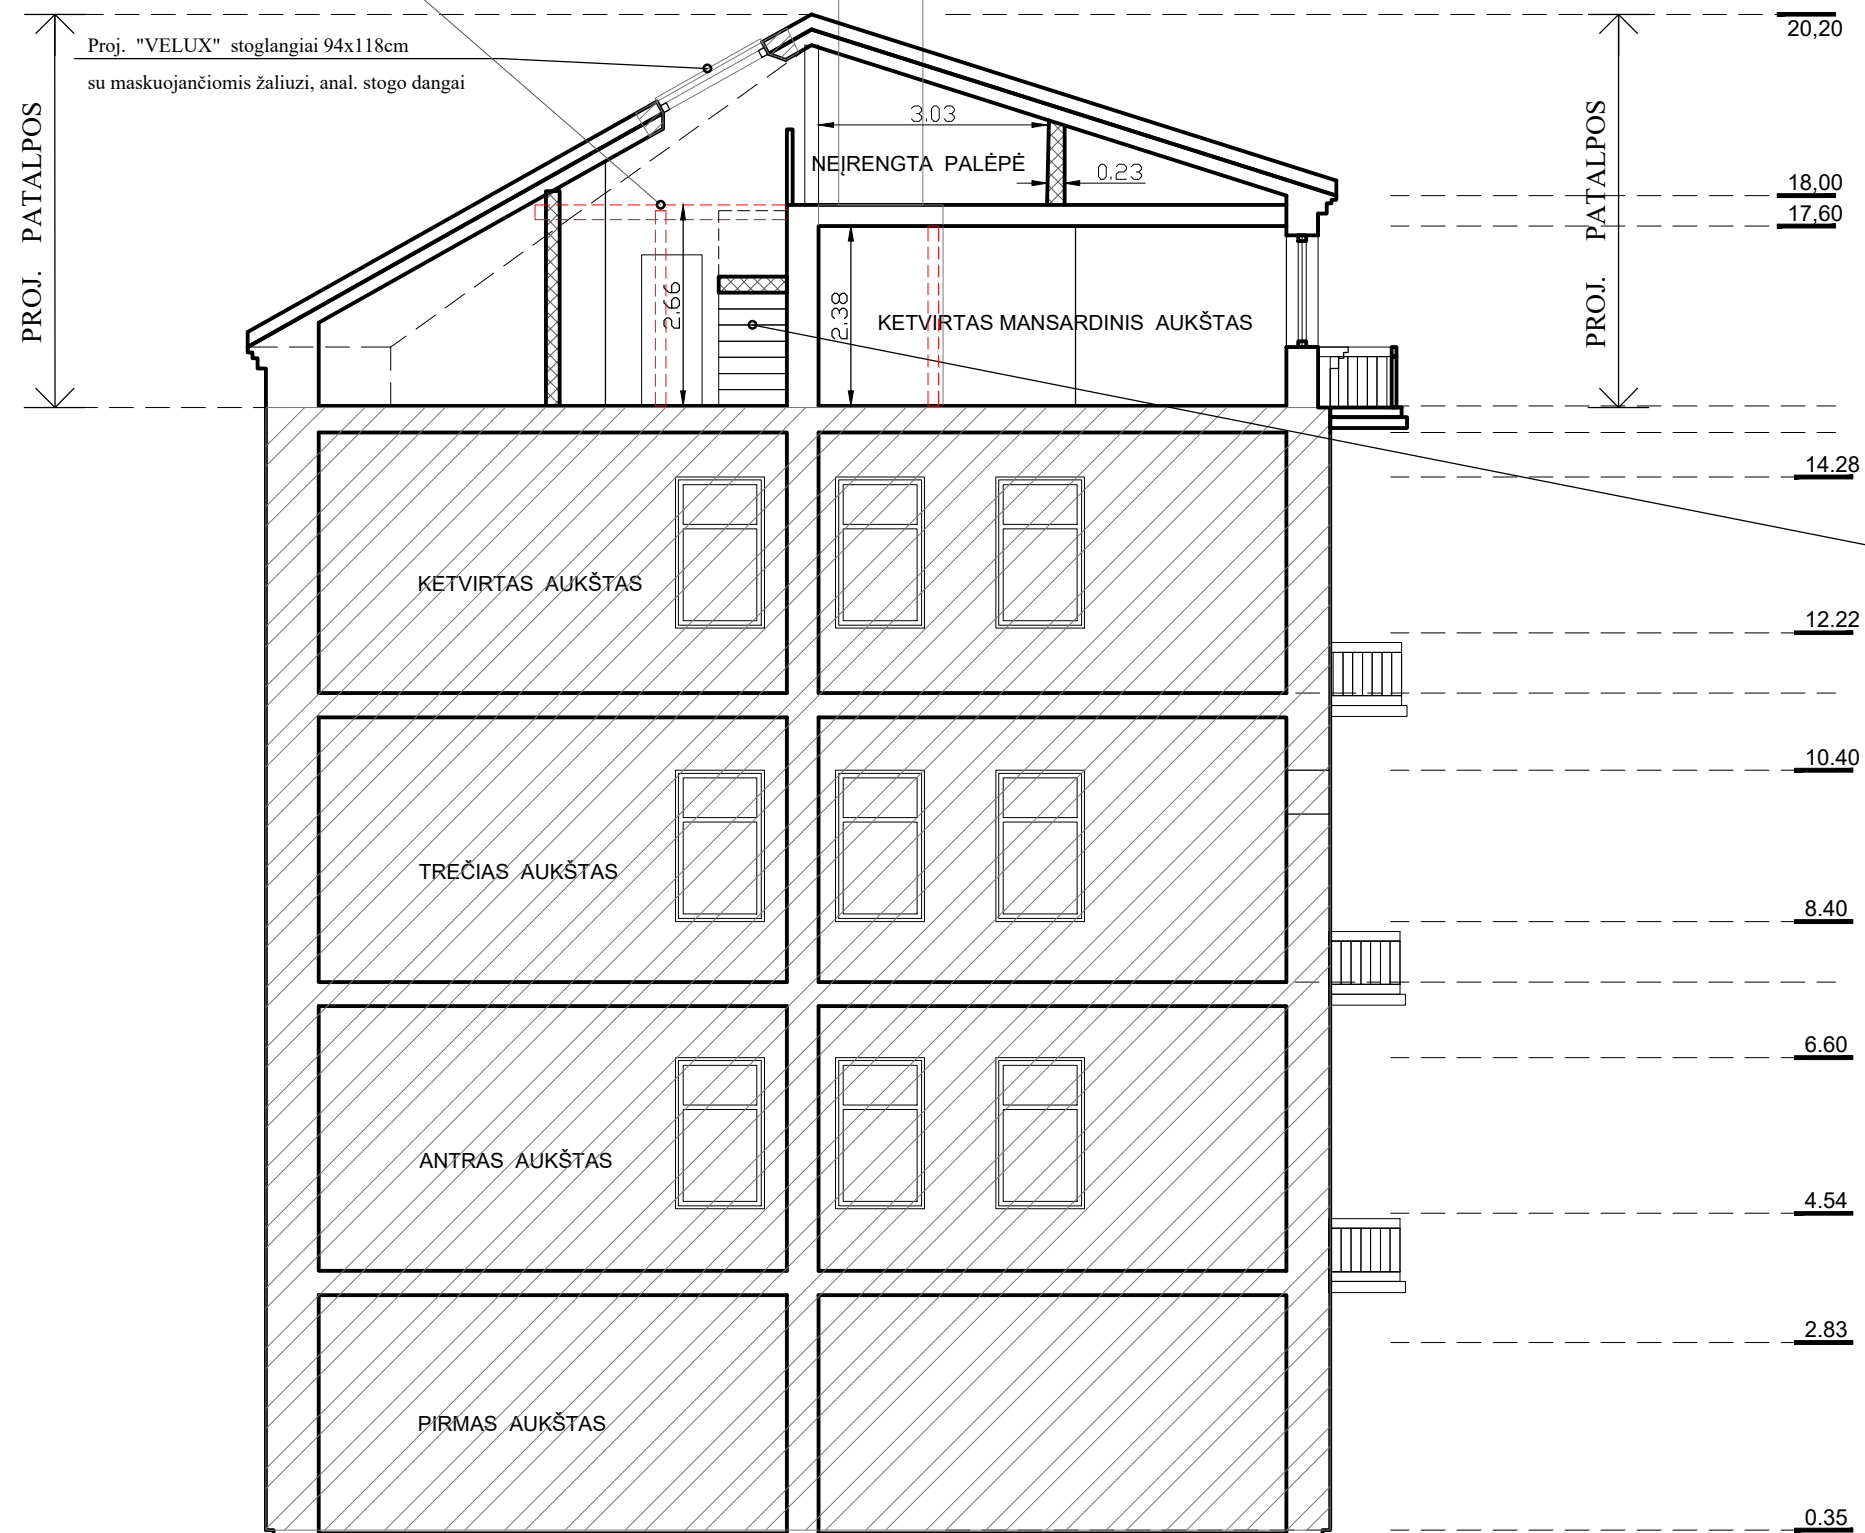 20,20
Proj. "VELUX" stoglangiai 94x118cm
su maskuojančiomis žaliuzi, anal. stogo dangai
PROJ. PATALPOS
PROJ. PATALPOS
3.03
NEĮRENGTA PALĖPĖ
0.23
18,00
17,60
2.66
2.38
KETVIRTAS MANSARDINIS AUKŠTAS
14.28
KETVIRTAS AUKŠTAS
12.22
10.40
TREČIAS AUKŠTAS
8.40
6.60
ANTRAS AUKŠTAS
4.54
2.83
PIRMAS AUKŠTAS
0.35